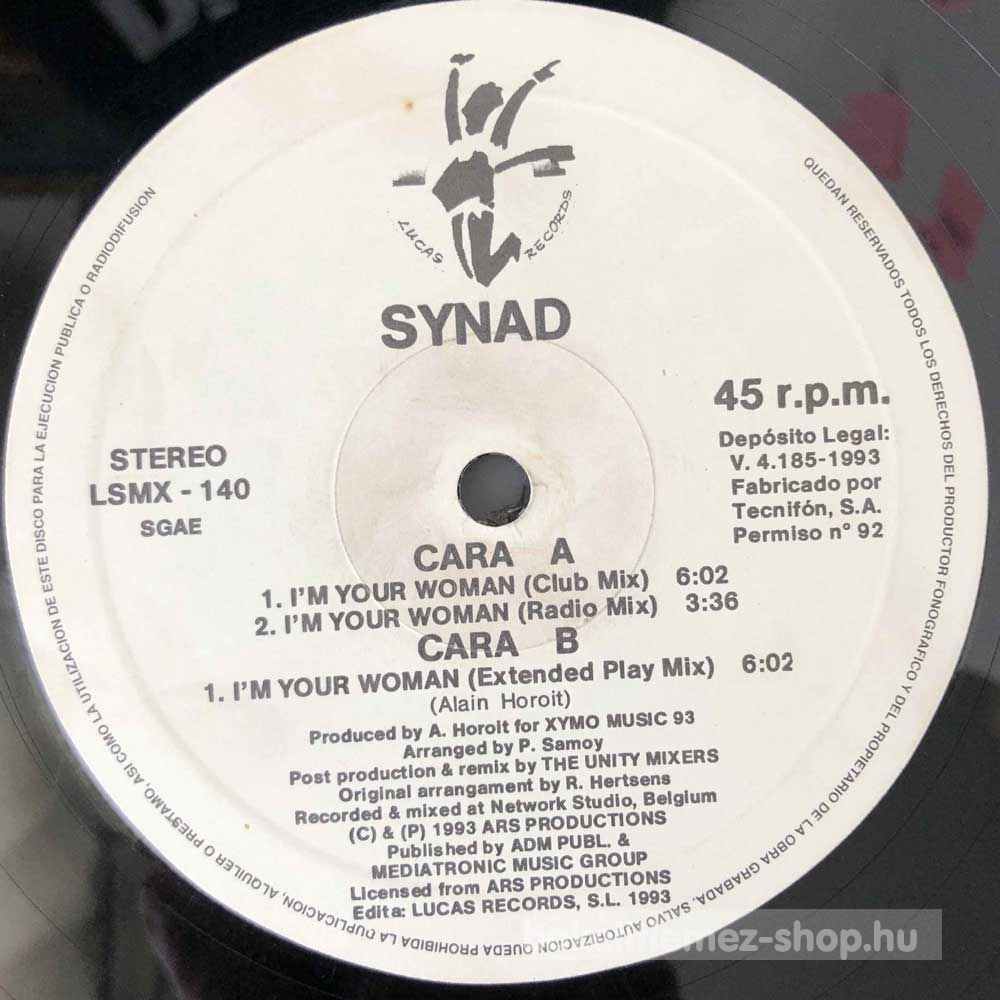 LUCAS RECORDS
SYNAD
45 r.p.m.
Depósito Legal:
V. 4.185-1993
Fabricado por
Tecnifón, S.A.
Permiso n° 92
STEREO
LSMX - 140
SGAE
CARA A
1. I'M YOUR WOMAN (Club Mix) 6:02
2. I'M YOUR WOMAN (Radio Mix) 3:36
CARA B
1. I'M YOUR WOMAN (Extended Play Mix) 6:02
(Alain Horoit)
Produced by A. Horoit for XYMO MUSIC 93
Arranged by P. Samoy
Post production & remix by THE UNITY MIXERS
Original arrangament by R. Hertsens
Recorded & mixed at Network Studio, Belgium
(C) & (P) 1993 ARS PRODUCTIONS
Published by ADM PUBL. &
MEDIATRONIC MUSIC GROUP
Licensed from ARS PRODUCTIONS
Edita: LUCAS RECORDS, S.L. 1993
QUEDAN RESERVADOS TODOS LOS DERECHOS DEL PRODUCTOR FONOGRAFICO Y DEL PROPIETARIO DE LA OBRA GRABADA. SALVO AUTORIZACION QUEDA PROHIBIDA LA DUPLICACION, ALQUILER O PRESTAMO, ASI COMO LA UTILIZACION DE ESTE DISCO PARA LA EJECUCION PUBLICA O RADIODIFUSION